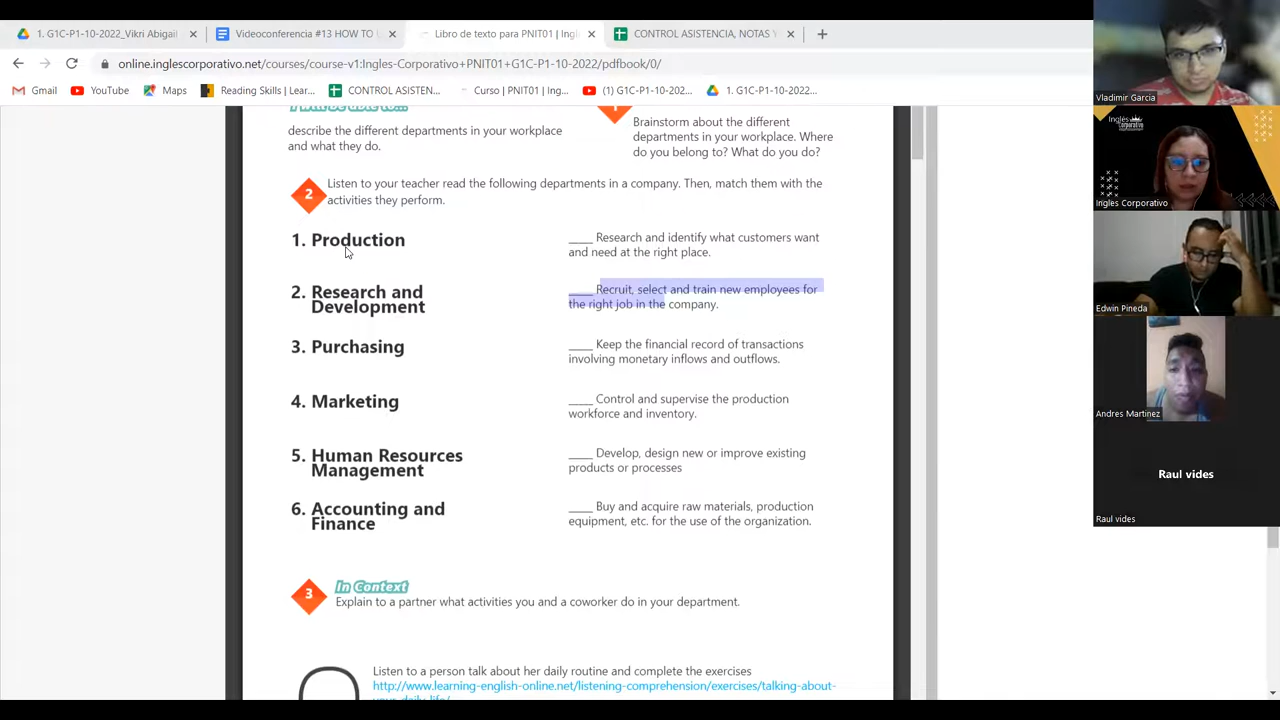 1. G1C-P1-10-2022_Vikri Abigail
Videoconferencia #13 HOW TO
Libro de texto para PNIT01 | Ingl
CONTROL ASISTENCIA, NOTAS Y
online.inglescorporativo.net/courses/course-v1:Ingles-Corporativo+PNIT01+G1C-P1-10-2022/pdfbook/0/
Gmail
YouTube
Maps
Reading Skills | Lear...
CONTROL ASISTEN...
Curso | PNIT01 | Ing...
(1) G1C-P1-10-202...
1. G1C-P1-10-2022...
I will be able to...
describe the different departments in your workplace
and what they do.
1
Brainstorm about the different
departments in your workplace. Where
do you belong to? What do you do?
2
Listen to your teacher read the following departments in a company. Then, match them with the
activities they perform.
1. Production
____ Research and identify what customers want
and need at the right place.
2. Research and
Development
____ Recruit, select and train new employees for
the right job in the company.
3. Purchasing
____ Keep the financial record of transactions
involving monetary inflows and outflows.
4. Marketing
____ Control and supervise the production
workforce and inventory.
5. Human Resources
Management
____ Develop, design new or improve existing
products or processes
6. Accounting and
Finance
____ Buy and acquire raw materials, production
equipment, etc. for the use of the organization.
3
In Context
Explain to a partner what activities you and a coworker do in your department.
Listen to a person talk about her daily routine and complete the exercises
http://www.learning-english-online.net/listening-comprehension/exercises/talking-about-
your-daily-life/
Vladimir Garcia
Inglés
Corporativo
Ingles Corporativo
Edwin Pineda
Andres Martinez
Raul vides
Raul vides